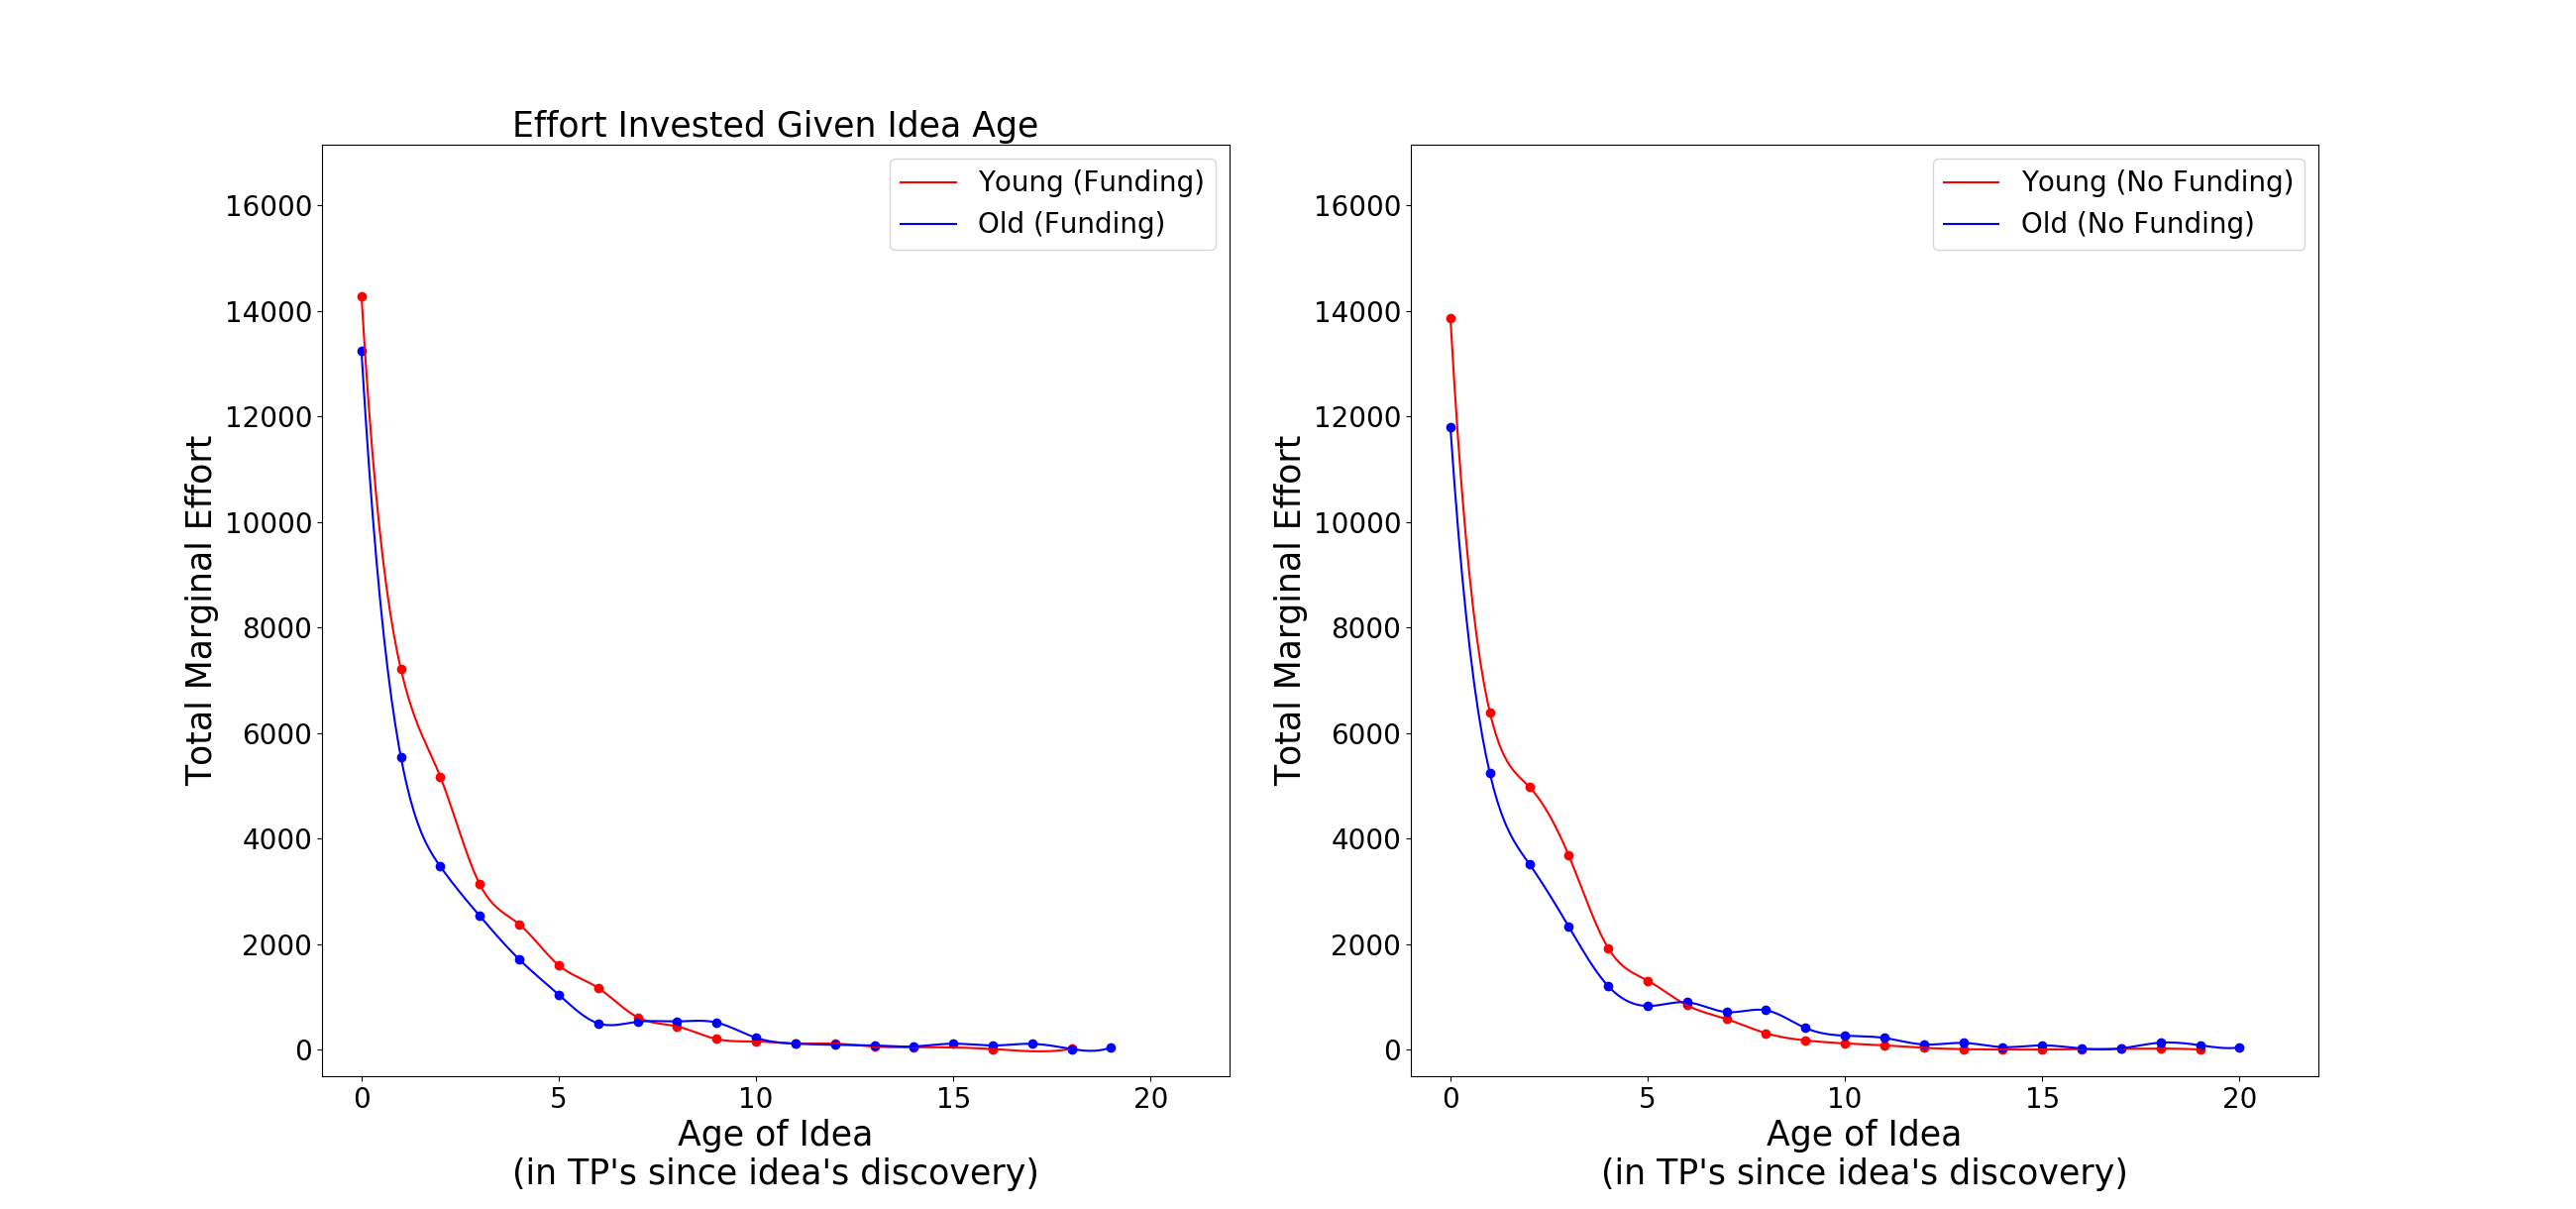 Effort Invested Given Idea Age
Young (Funding)
Old (Funding)
16000
14000
12000
10000
8000
6000
4000
2000
0
Total Marginal Effort
0 5 10 15 20
Age of Idea
(in TP's since idea's discovery)
Young (No Funding)
Old (No Funding)
16000
14000
12000
10000
8000
6000
4000
2000
0
Total Marginal Effort
0 5 10 15 20
Age of Idea
(in TP's since idea's discovery)